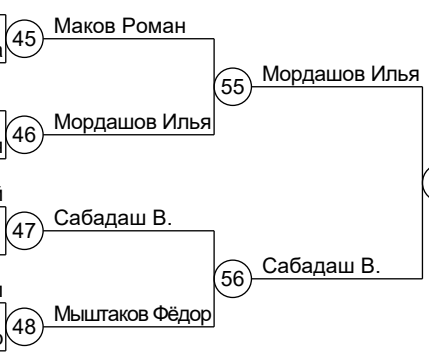 45 Маков Роман
55 Мордашов Илья
46 Мордашов Илья
47 Сабадаш В.
56 Сабадаш В.
48 Мыштаков Фёдор